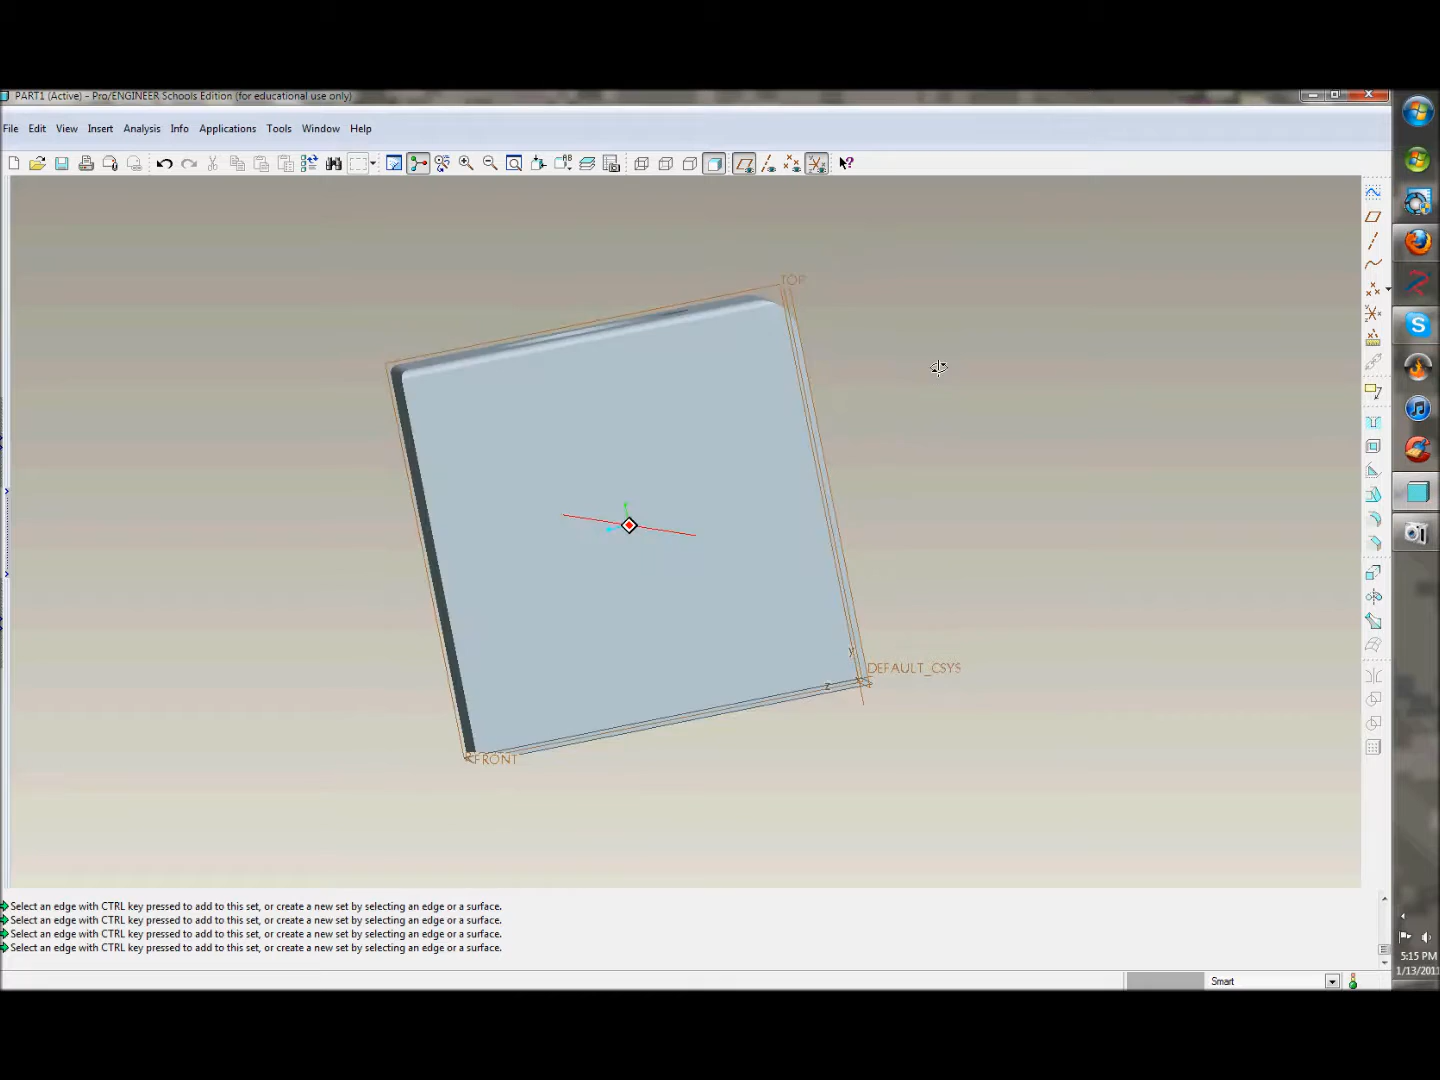 PART1 (Active) - Pro/ENGINEER Schools Edition (for educational use only)
File Edit View Insert Analysis Info Applications Tools Window Help
TOP
y
DEFAULT_CSYS
z
FRONT
Select an edge with CTRL key pressed to add to this set, or create a new set by selecting an edge or a surface.
Select an edge with CTRL key pressed to add to this set, or create a new set by selecting an edge or a surface.
Select an edge with CTRL key pressed to add to this set, or create a new set by selecting an edge or a surface.
Select an edge with CTRL key pressed to add to this set, or create a new set by selecting an edge or a surface.
5:15 PM
1/13/201
Smart